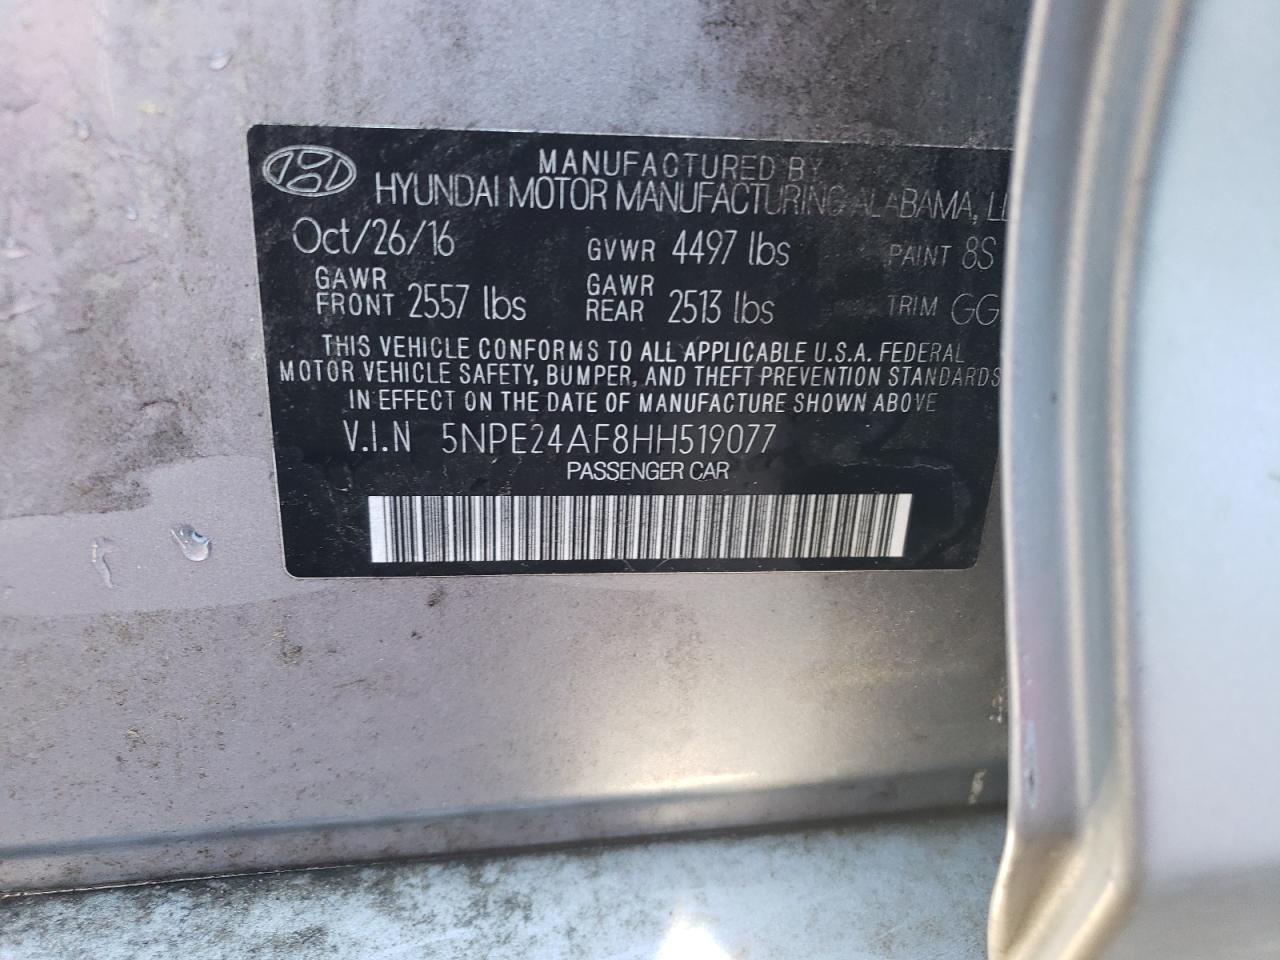 MANUFACTURED BY
HYUNDAI MOTOR MANUFACTURING ALABAMA,
Oct/26/16 GVWR 4497 lbs PAINT 8S
GAWR FRONT 2557 lbs GAWR REAR 2513 lbs TRIM GG
THIS VEHICLE CONFORMS TO ALL APPLICABLE U.S.A. FEDERAL
MOTOR VEHICLE SAFETY, BUMPER, AND THEFT PREVENTION STANDARDS
IN EFFECT ON THE DATE OF MANUFACTURE SHOWN ABOVE
V.I.N 5NPE24AF8HH519077
PASSENGER CAR